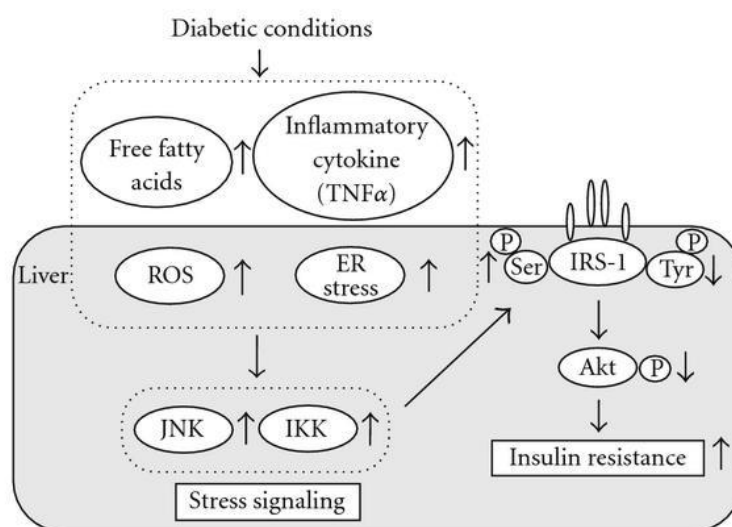 Diabetic conditions
Free fatty
acids
Inflammatory
cytokine
(TNFα)
Liver
ROS
ER
stress
P
Ser
IRS-1
P
Tyr
Akt
P
JNK
IKK
Insulin resistance
Stress signaling